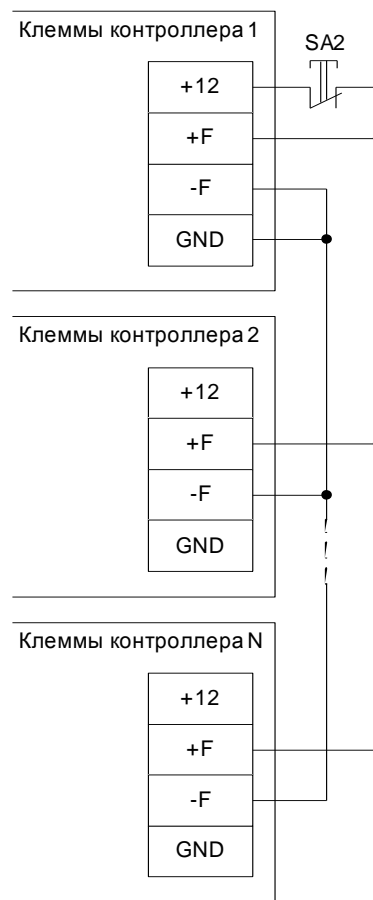 Клеммы контроллера 1
SA2
+12
+F
-F
GND
Клеммы контроллера 2
+12
+F
-F
GND
Клеммы контроллера N
+12
+F
-F
GND